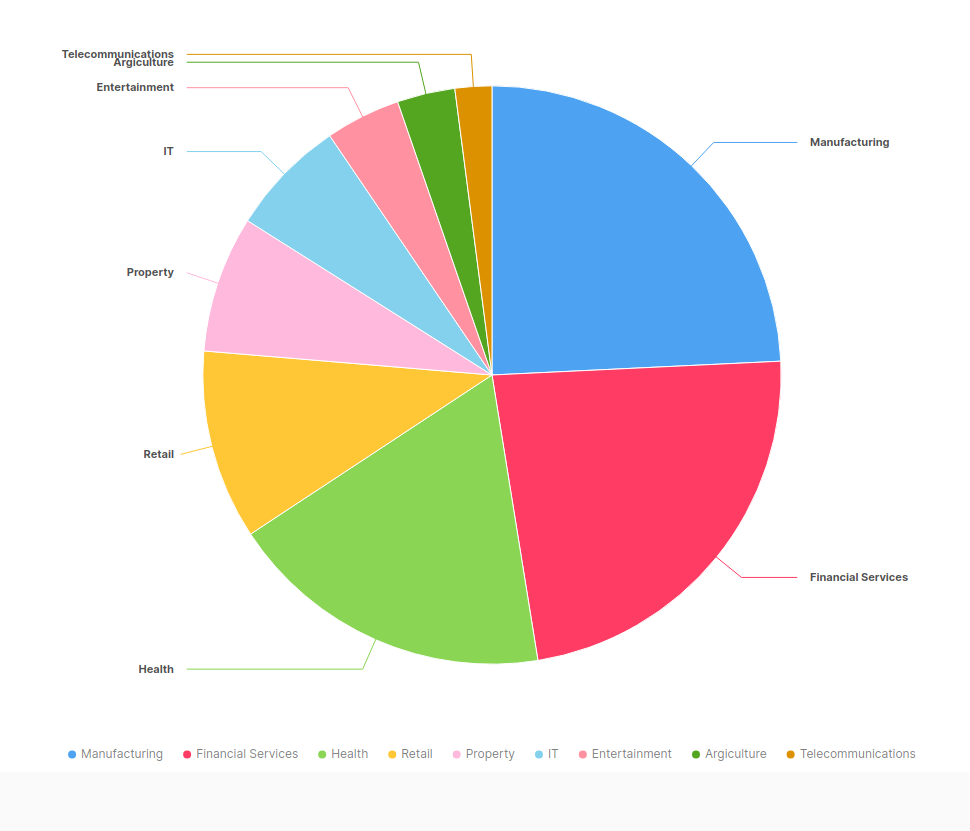 Telecommunications
Argiculture
Entertainment
Manufacturing
IT
Property
Retail
Financial Services
Health
Manufacturing Financial Services Health Retail Property IT Entertainment Argiculture Telecommunications